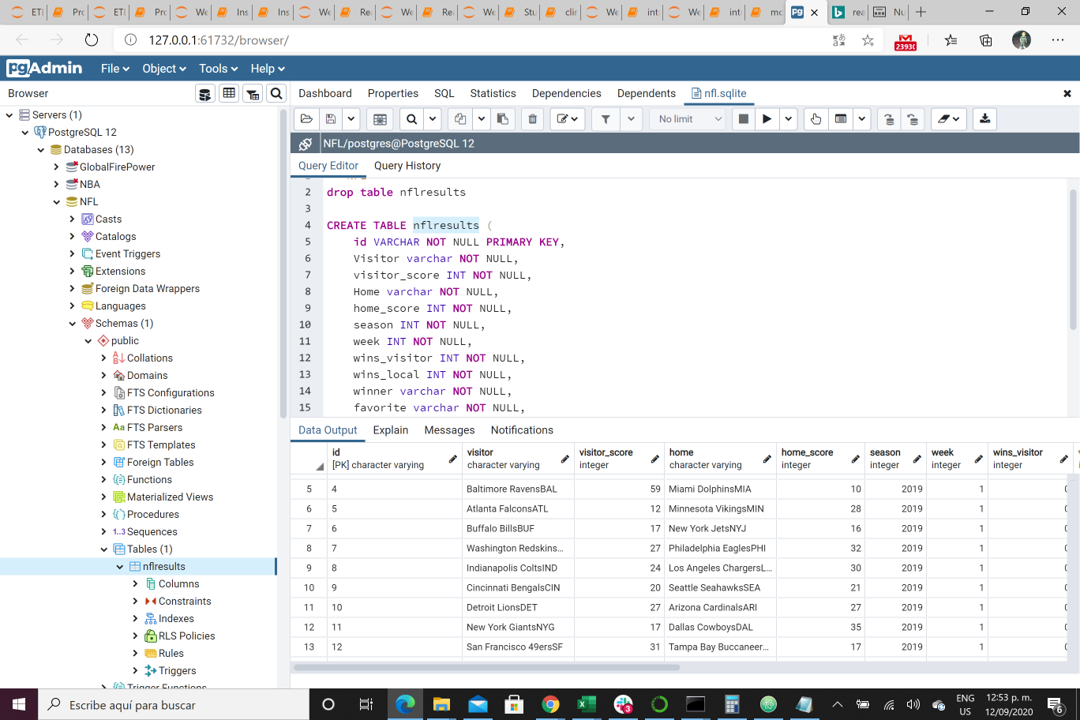 ET Pro ET Pro We Ins Ins We Re We Re We Stu clin We int We int mo rea Nu
127.0.0.1:61732/browser/
23930
pgAdmin File Object Tools Help
Browser Dashboard Properties SQL Statistics Dependencies Dependents nfl.sqlite
Servers (1)
PostgreSQL 12
Databases (13)
GlobalFirePower
NBA
NFL
Casts
Catalogs
Event Triggers
Extensions
Foreign Data Wrappers
Languages
Schemas (1)
public
Collations
Domains
FTS Configurations
FTS Dictionaries
Aa FTS Parsers
FTS Templates
Foreign Tables
Functions
Materialized Views
Procedures
1..3 Sequences
Tables (1)
nflresults
Columns
Constraints
Indexes
RLS Policies
Rules
Triggers
Trigger Functions
No limit
NFL/postgres@PostgreSQL 12
Query Editor Query History
2 drop table nflresults
3
4 CREATE TABLE nflresults (
5 id VARCHAR NOT NULL PRIMARY KEY,
6 Visitor varchar NOT NULL,
7 visitor_score INT NOT NULL,
8 Home varchar NOT NULL,
9 home_score INT NOT NULL,
10 season INT NOT NULL,
11 week INT NOT NULL,
12 wins_visitor INT NOT NULL,
13 wins_local INT NOT NULL,
14 winner varchar NOT NULL,
15 favorite varchar NOT NULL,
Data Output Explain Messages Notifications
id visitor visitor_score home home_score season week wins_visitor
[PK] character varying character varying integer character varying integer integer integer integer
5 4 Baltimore RavensBAL 59 Miami DolphinsMIA 10 2019 1
6 5 Atlanta FalconsATL 12 Minnesota VikingsMIN 28 2019 1
7 6 Buffalo BillsBUF 17 New York JetsNYJ 16 2019 1
8 7 Washington Redskins... 27 Philadelphia EaglesPHI 32 2019 1
9 8 Indianapolis ColtsIND 24 Los Angeles ChargersL... 30 2019 1
10 9 Cincinnati BengalsCIN 20 Seattle SeahawksSEA 21 2019 1
11 10 Detroit LionsDET 27 Arizona CardinalsARI 27 2019 1
12 11 New York GiantsNYG 17 Dallas CowboysDAL 35 2019 1
13 12 San Francisco 49ersSF 31 Tampa Bay Buccaneer... 17 2019 1
Escribe aquí para buscar
3
ENG
US
12:53 p. m.
12/09/2020
6